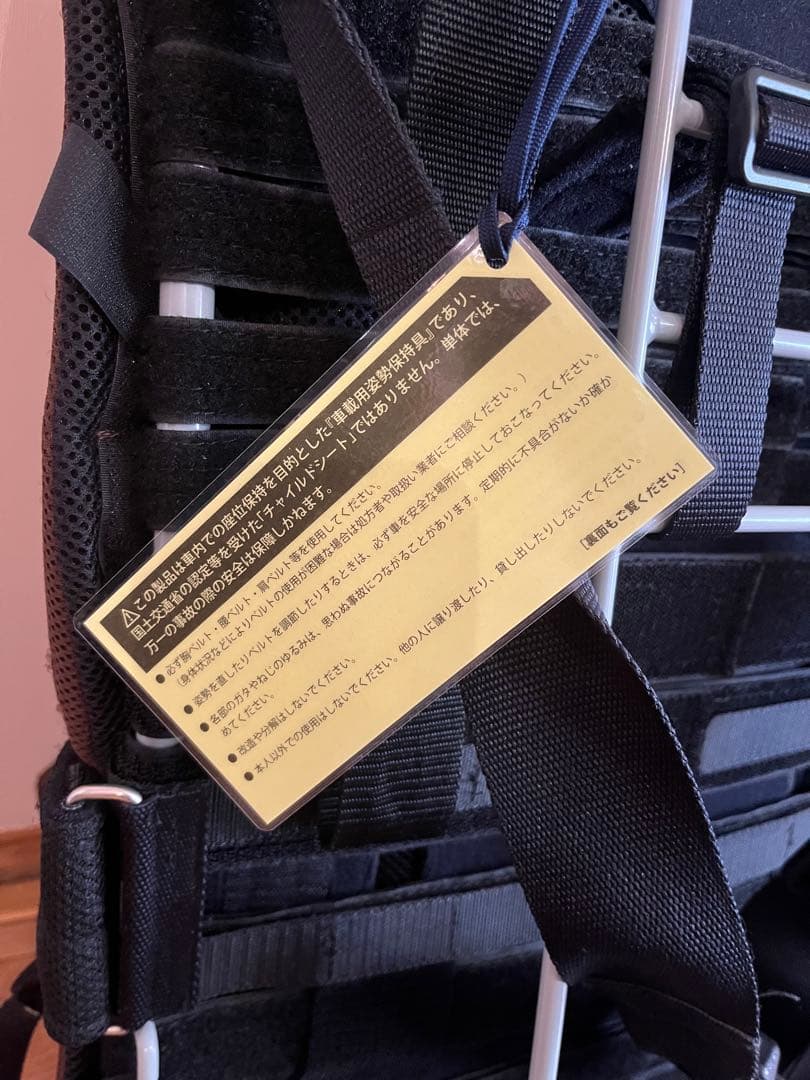 ⚠この製品は車内での座位保持を目的とした『車載用姿勢保持具』であり、
国土交通省の認定等を受けた「チャイルドシート」ではありません。単体では、
万一の事故の際の安全は保障しかねます。
●必ず胸ベルト・腰ベルト・肩ベルト等を使用してください。
（身体状況などによりベルトの使用が困難な場合は処方者や取扱い業者にご相談ください。）
●姿勢を直したりベルトを調節したりするときは、必ず車を安全な場所に停止しておこなってください。
●各部のガタやねじのゆるみは、思わぬ事故につながることがあります。定期的に不具合がないか確か
めてください。
●改造や分解はしないでください。
●本人以外での使用はしないでください。他の人に譲り渡したり、貸し出したりしないでください。
［裏面もご覧ください］